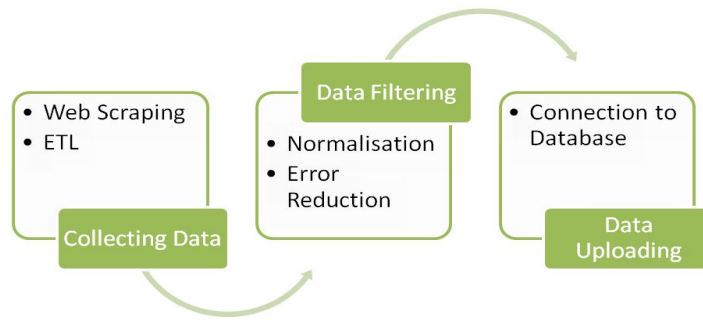 • Web Scraping
• ETL
Collecting Data
Data Filtering
• Normalisation
• Error
Reduction
• Connection to
Database
Data
Uploading